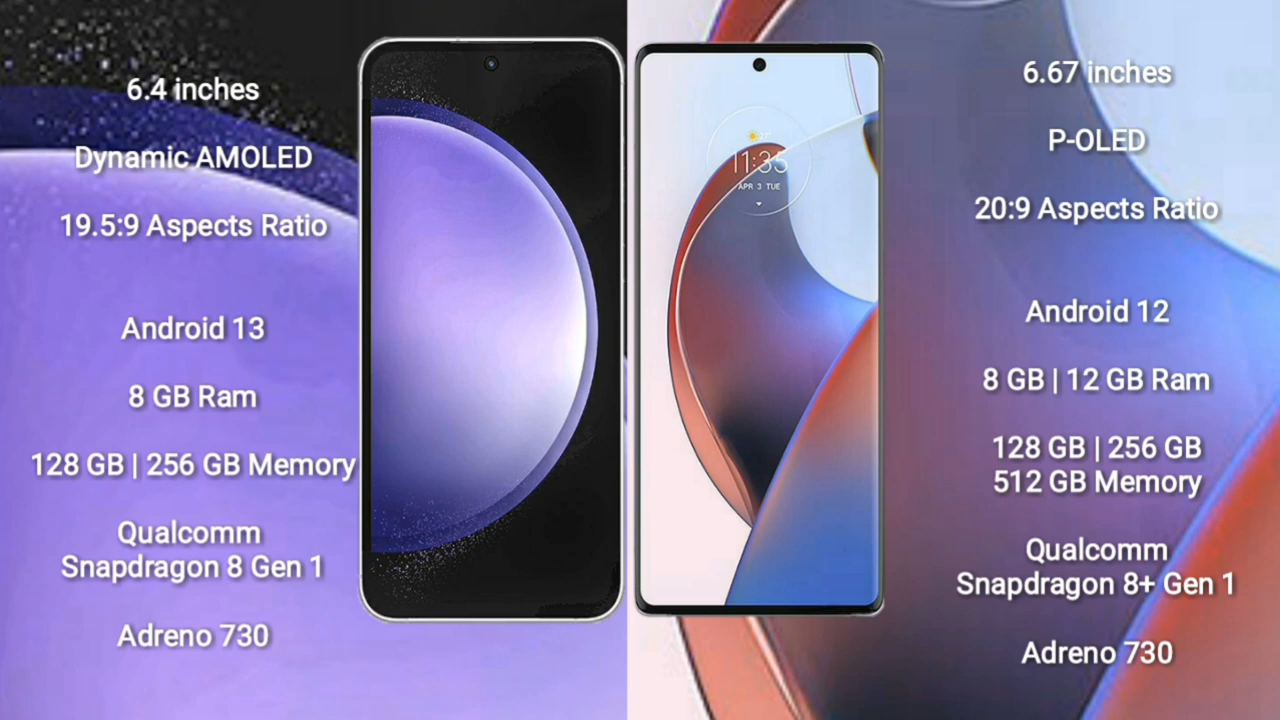 6.4 inches
Dynamic AMOLED
19.5:9 Aspects Ratio
Android 13
8 GB Ram
128 GB | 256 GB Memory
Qualcomm
Snapdragon 8 Gen 1
Adreno 730
11:35
APR 3 TUE
6.67 inches
P-OLED
20:9 Aspects Ratio
Android 12
8 GB | 12 GB Ram
128 GB | 256 GB
512 GB Memory
Qualcomm
Snapdragon 8+ Gen 1
Adreno 730